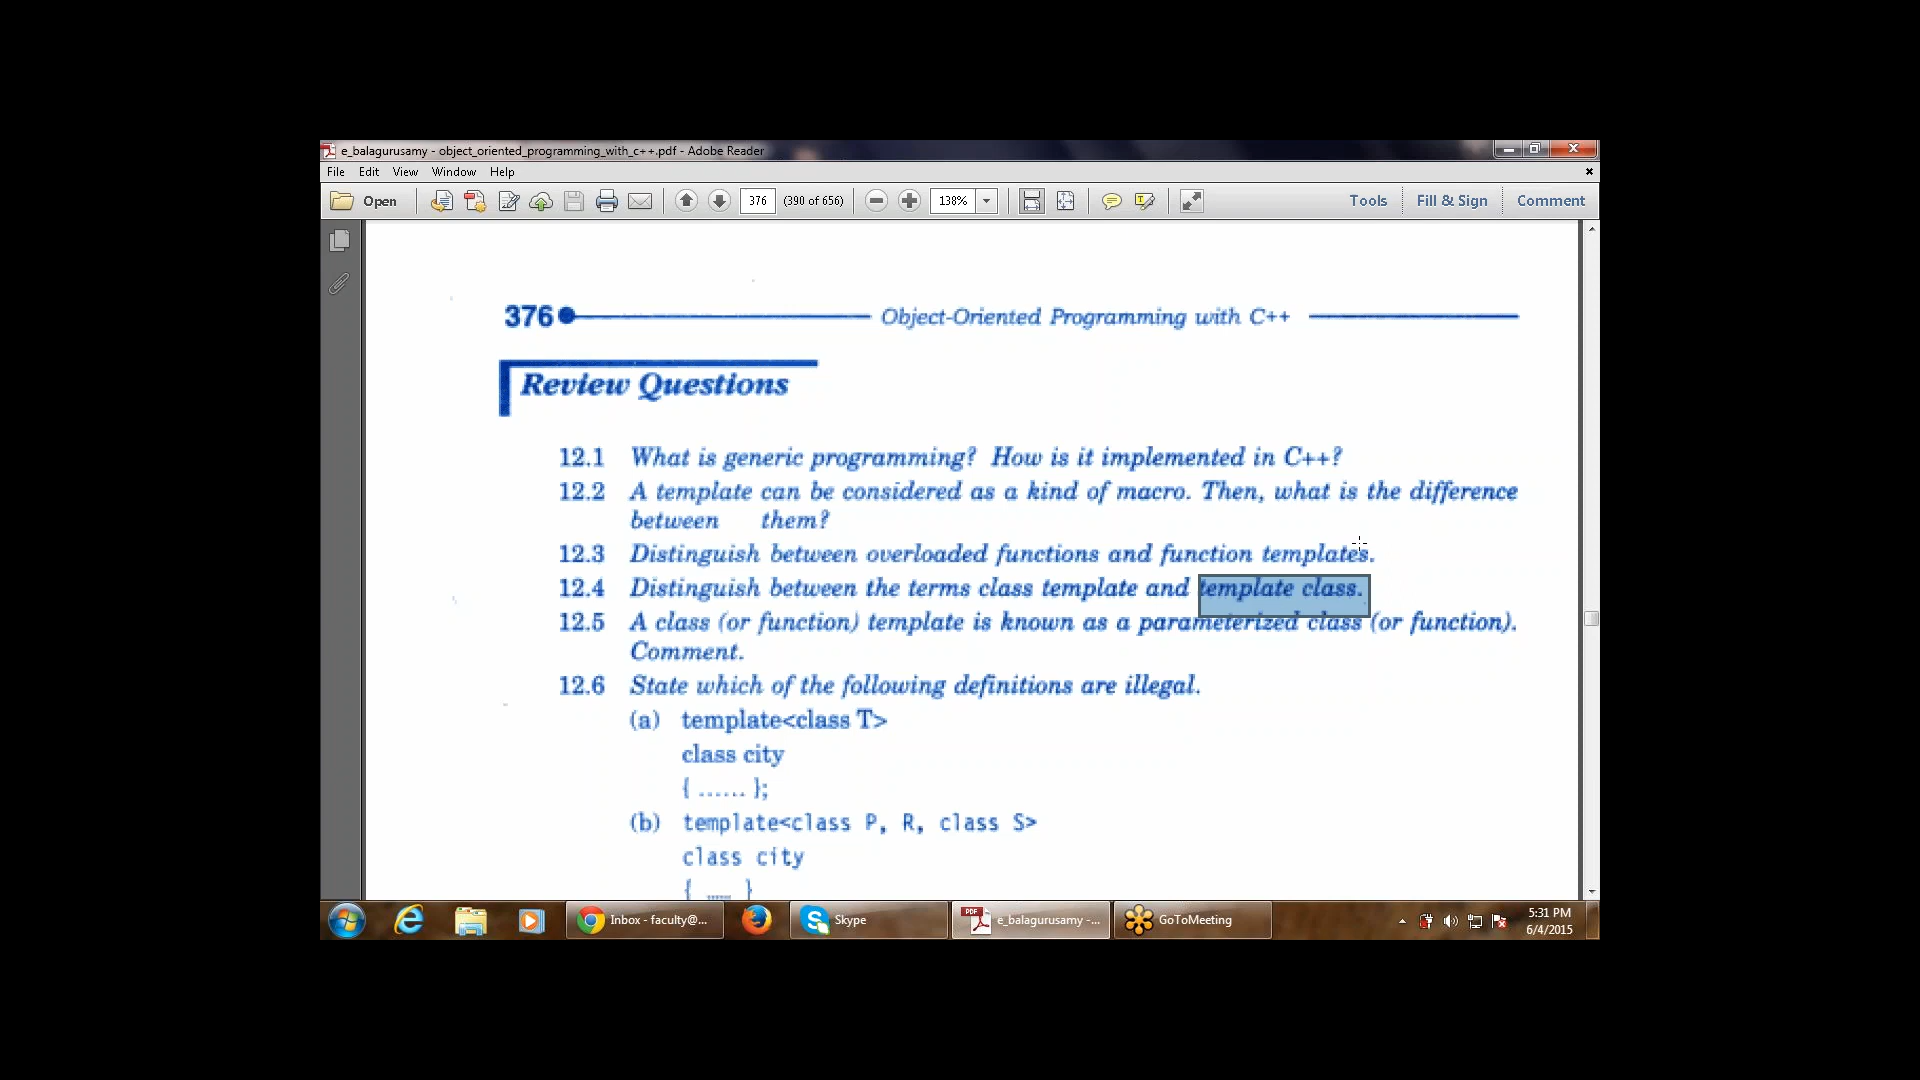 e_balagurusamy - object_oriented_programming_with_c++.pdf - Adobe Reader
File Edit View Window Help
Open 376 (390 of 656) 138% Tools Fill & Sign Comment
376 Object-Oriented Programming with C++
Review Questions
12.1 What is generic programming? How is it implemented in C++?
12.2 A template can be considered as a kind of macro. Then, what is the difference
between them?
12.3 Distinguish between overloaded functions and function templates.
12.4 Distinguish between the terms class template and template class.
12.5 A class (or function) template is known as a parameterized class (or function).
Comment.
12.6 State which of the following definitions are illegal.
(a) template<class T>
class city
{ ...... };
(b) template<class P, R, class S>
class city
{ ..... }
Inbox - faculty@... Skype e_balagurusamy -... GoToMeeting 5:31 PM
6/4/2015